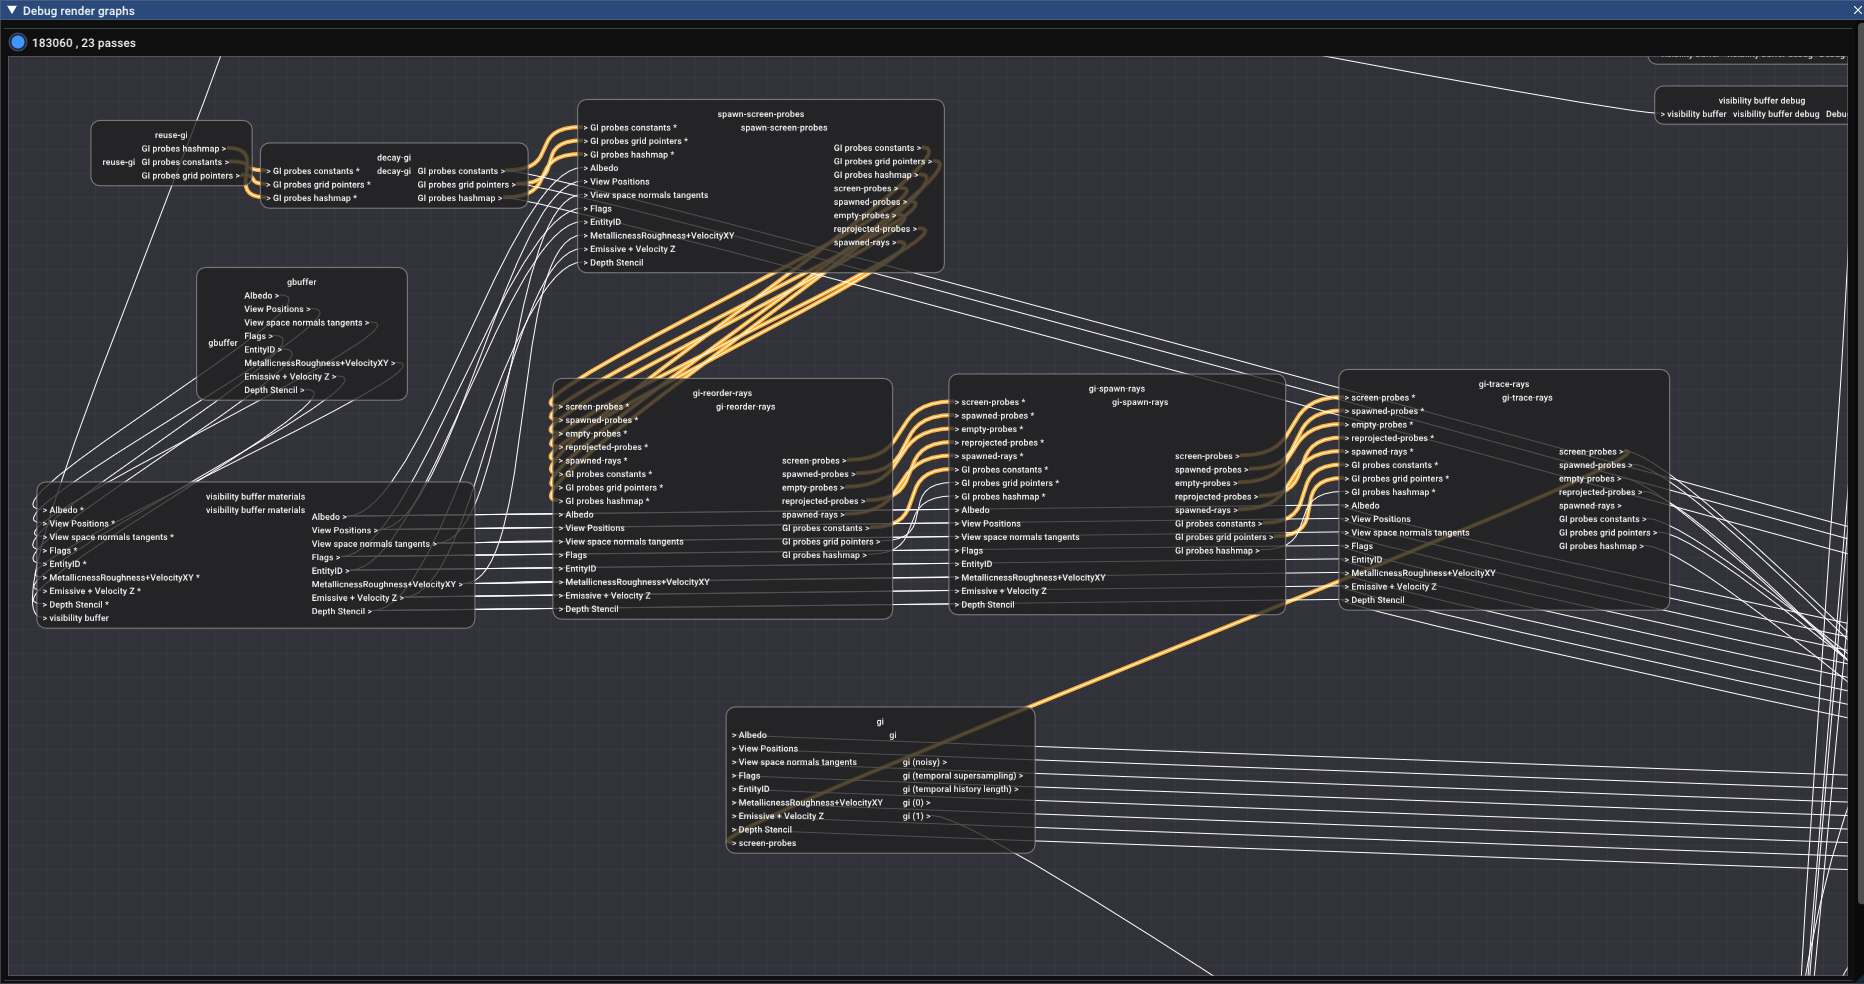 Debug render graphs
183060 , 23 passes
visibility buffer debug
> visibility buffer visibility buffer debug Debu
reuse-gi
GI probes hashmap >
reuse-gi GI probes constants >
GI probes grid pointers >
decay-gi
> GI probes constants * decay-gi GI probes constants >
> GI probes grid pointers * GI probes grid pointers >
> GI probes hashmap * GI probes hashmap >
spawn-screen-probes
> GI probes constants * spawn-screen-probes
> GI probes grid pointers *
> GI probes hashmap * GI probes constants >
> Albedo GI probes grid pointers >
> View Positions GI probes hashmap >
> View space normals tangents screen-probes >
> Flags spawned-probes >
> EntityID empty-probes >
> MetallicnessRoughness+VelocityXY reprojected-probes >
> Emissive + Velocity Z spawned-rays >
> Depth Stencil
gbuffer
Albedo >
View Positions >
View space normals tangents >
Flags >
gbuffer
EntityID >
MetallicnessRoughness+VelocityXY >
Emissive + Velocity Z >
Depth Stencil >
visibility buffer materials
> Albedo * visibility buffer materials Albedo >
> View Positions * View Positions >
> View space normals tangents * View space normals tangents >
> Flags * Flags >
> EntityID * EntityID >
> MetallicnessRoughness+VelocityXY * MetallicnessRoughness+VelocityXY >
> Emissive + Velocity Z * Emissive + Velocity Z >
> Depth Stencil * Depth Stencil >
> visibility buffer
gi-reorder-rays
> screen-probes * gi-reorder-rays
> spawned-probes *
> empty-probes *
> reprojected-probes *
> spawned-rays * screen-probes >
> GI probes constants * spawned-probes >
> GI probes grid pointers * empty-probes >
> GI probes hashmap * reprojected-probes >
> Albedo spawned-rays >
> View Positions GI probes constants >
> View space normals tangents GI probes grid pointers >
> Flags GI probes hashmap >
> EntityID
> MetallicnessRoughness+VelocityXY
> Emissive + Velocity Z
> Depth Stencil
gi-spawn-rays
> screen-probes * gi-spawn-rays
> spawned-probes *
> empty-probes *
> reprojected-probes *
> spawned-rays * screen-probes >
> GI probes constants * spawned-probes >
> GI probes grid pointers * empty-probes >
> GI probes hashmap * reprojected-probes >
> Albedo spawned-rays >
> View Positions GI probes constants >
> View space normals tangents GI probes grid pointers >
> Flags GI probes hashmap >
> EntityID
> MetallicnessRoughness+VelocityXY
> Emissive + Velocity Z
> Depth Stencil
gi-trace-rays
> screen-probes * gi-trace-rays
> spawned-probes *
> empty-probes *
> reprojected-probes *
> spawned-rays * screen-probes >
> GI probes constants * spawned-probes >
> GI probes grid pointers * empty-probes >
> GI probes hashmap * reprojected-probes >
> Albedo spawned-rays >
> View Positions GI probes constants >
> View space normals tangents GI probes grid pointers >
> Flags GI probes hashmap >
> EntityID
> MetallicnessRoughness+VelocityXY
> Emissive + Velocity Z
> Depth Stencil
gi
> Albedo gi
> View Positions
> View space normals tangents gi (noisy) >
> Flags gi (temporal supersampling) >
> EntityID gi (temporal history length) >
> MetallicnessRoughness+VelocityXY gi (0) >
> Emissive + Velocity Z gi (1) >
> Depth Stencil
> screen-probes